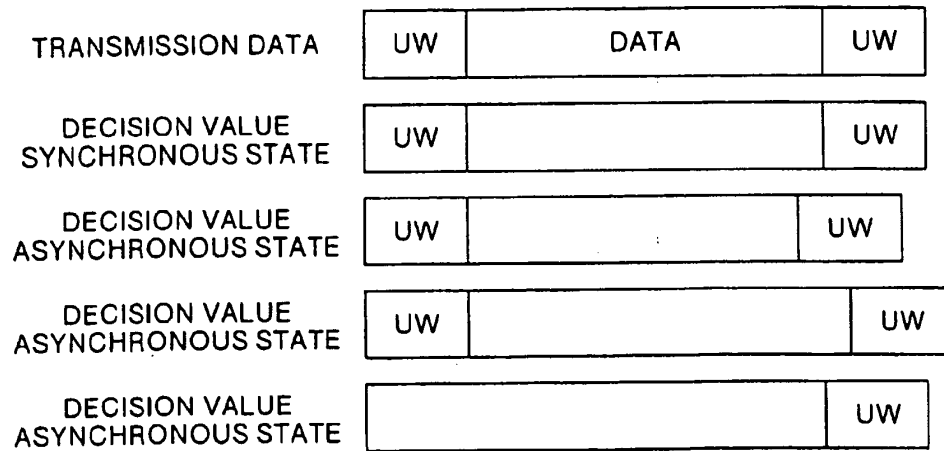 TRANSMISSION DATA UW DATA UW
DECISION VALUE
SYNCHRONOUS STATE UW UW
DECISION VALUE
ASYNCHRONOUS STATE UW UW
DECISION VALUE
ASYNCHRONOUS STATE UW UW
DECISION VALUE
ASYNCHRONOUS STATE UW